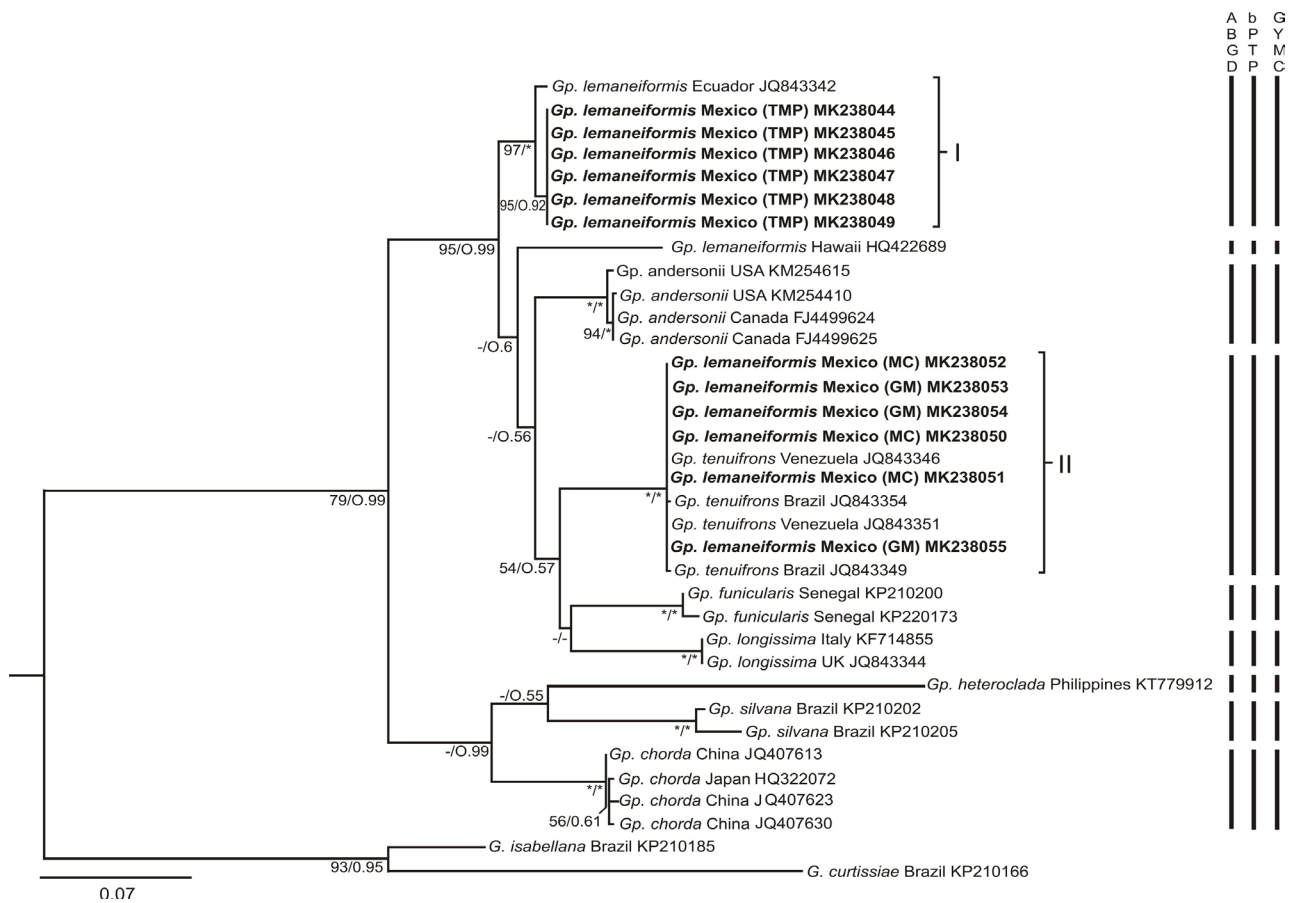 A b G
B P Y
G T M
D P C
Gp. lemaneiformis Ecuador JQ843342
Gp. lemaneiformis Mexico (TMP) MK238044
Gp. lemaneiformis Mexico (TMP) MK238045
97/*
Gp. lemaneiformis Mexico (TMP) MK238046
I
Gp. lemaneiformis Mexico (TMP) MK238047
Gp. lemaneiformis Mexico (TMP) MK238048
95/O.92
Gp. lemaneiformis Mexico (TMP) MK238049
95/O.99
Gp. lemaneiformis Hawaii HQ422689
Gp. andersonii USA KM254615
Gp. andersonii USA KM254410
*/*
Gp. andersonii Canada FJ4499624
94/*
Gp. andersonii Canada FJ4499625
-/O.6
Gp. lemaneiformis Mexico (MC) MK238052
Gp. lemaneiformis Mexico (GM) MK238053
Gp. lemaneiformis Mexico (GM) MK238054
-/O.56
Gp. lemaneiformis Mexico (MC) MK238050
Gp. tenuifrons Venezuela JQ843346
II
Gp. lemaneiformis Mexico (MC) MK238051
*/*
79/O.99
Gp. tenuifrons Brazil JQ843354
Gp. tenuifrons Venezuela JQ843351
Gp. lemaneiformis Mexico (GM) MK238055
54/O.57
Gp. tenuifrons Brazil JQ843349
Gp. funicularis Senegal KP210200
*/*
Gp. funicularis Senegal KP220173
-/-
Gp. longissima Italy KF714855
*/*
Gp. longissima UK JQ843344
Gp. heteroclada Philippines KT779912
-/O.55
Gp. silvana Brazil KP210202
*/*
Gp. silvana Brazil KP210205
-/O.99
Gp. chorda China JQ407613
Gp. chorda Japan HQ322072
*/*
Gp. chorda China JQ407623
56/0.61
Gp. chorda China JQ407630
G. isabellana Brazil KP210185
93/0.95
G. curtissiae Brazil KP210166
0.07